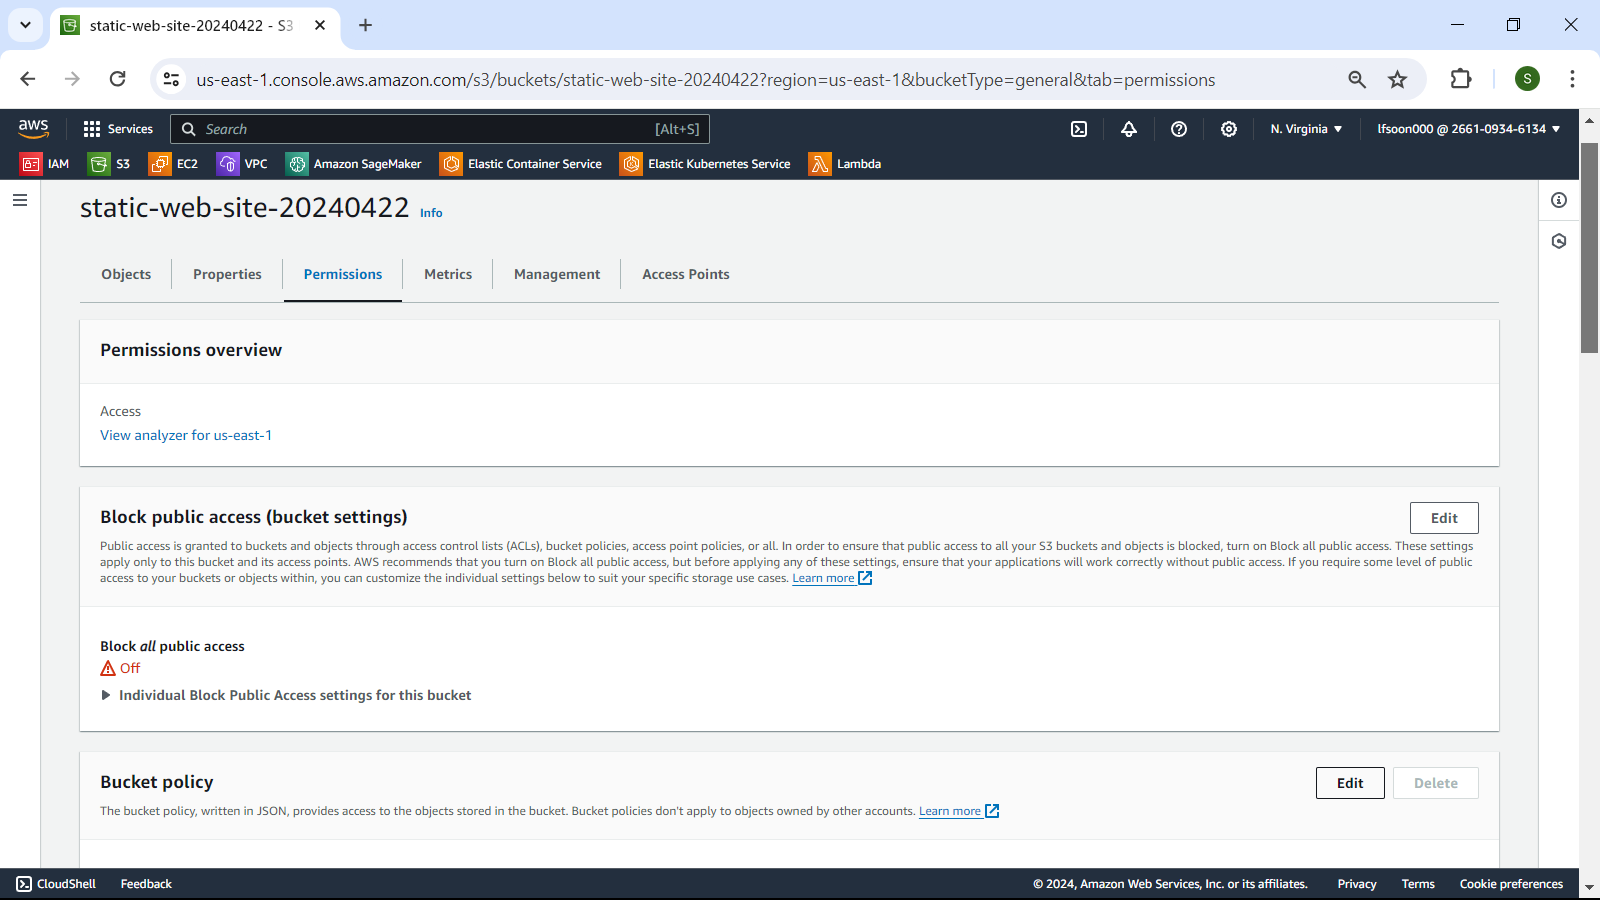 static-web-site-20240422 - S3
us-east-1.console.aws.amazon.com/s3/buckets/static-web-site-20240422?region=us-east-1&bucketType=general&tab=permissions
S
aws
Services
Search
[Alt+S]
N. Virginia
lfsoon000 @ 2661-0934-6134
IAM
S3
EC2
VPC
Amazon SageMaker
Elastic Container Service
Elastic Kubernetes Service
Lambda
static-web-site-20240422 Info
Objects
Properties
Permissions
Metrics
Management
Access Points
Permissions overview
Access
View analyzer for us-east-1
Block public access (bucket settings)
Edit
Public access is granted to buckets and objects through access control lists (ACLs), bucket policies, access point policies, or all. In order to ensure that public access to all your S3 buckets and objects is blocked, turn on Block all public access. These settings
apply only to this bucket and its access points. AWS recommends that you turn on Block all public access, but before applying any of these settings, ensure that your applications will work correctly without public access. If you require some level of public
access to your buckets or objects within, you can customize the individual settings below to suit your specific storage use cases. Learn more
Block all public access
Off
Individual Block Public Access settings for this bucket
Bucket policy
Edit
Delete
The bucket policy, written in JSON, provides access to the objects stored in the bucket. Bucket policies don't apply to objects owned by other accounts. Learn more
CloudShell
Feedback
© 2024, Amazon Web Services, Inc. or its affiliates.
Privacy
Terms
Cookie preferences